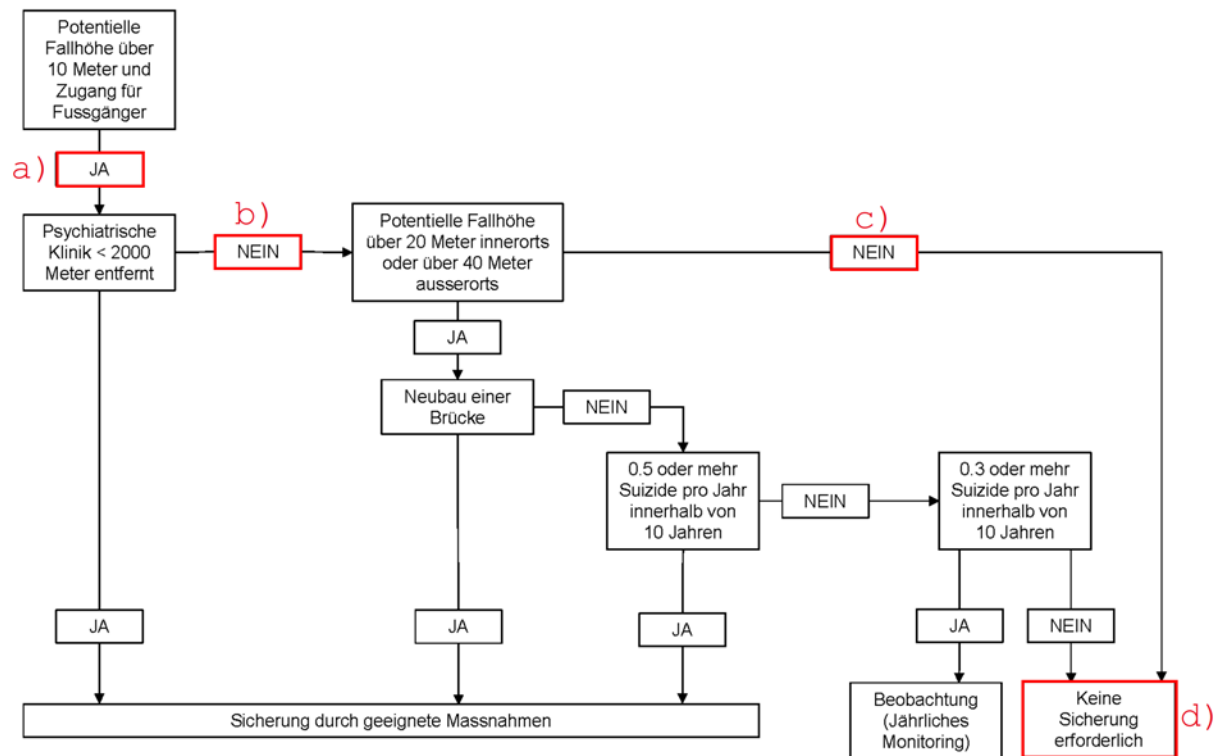 Potentielle
Fallhöhe über
10 Meter und
Zugang für
Fussgänger
a)
JA
Psychiatrische
Klinik < 2000
Meter entfernt
b)
NEIN
Potentielle Fallhöhe
über 20 Meter innerorts
oder über 40 Meter
ausserorts
c)
NEIN
JA
Neubau einer
Brücke
NEIN
0.5 oder mehr
Suizide pro Jahr
innerhalb von
10 Jahren
NEIN
0.3 oder mehr
Suizide pro Jahr
innerhalb von
10 Jahren
JA
JA
JA
JA
NEIN
Sicherung durch geeignete Massnahmen
Beobachtung
(Jährliches
Monitoring)
Keine
Sicherung
erforderlich
d)